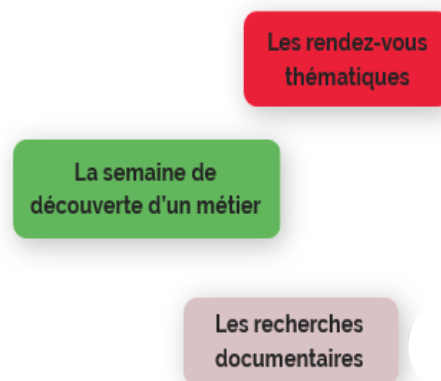 Les rendez-vous
thématiques
La semaine de
découverte d'un métier
Les recherches
documentaires